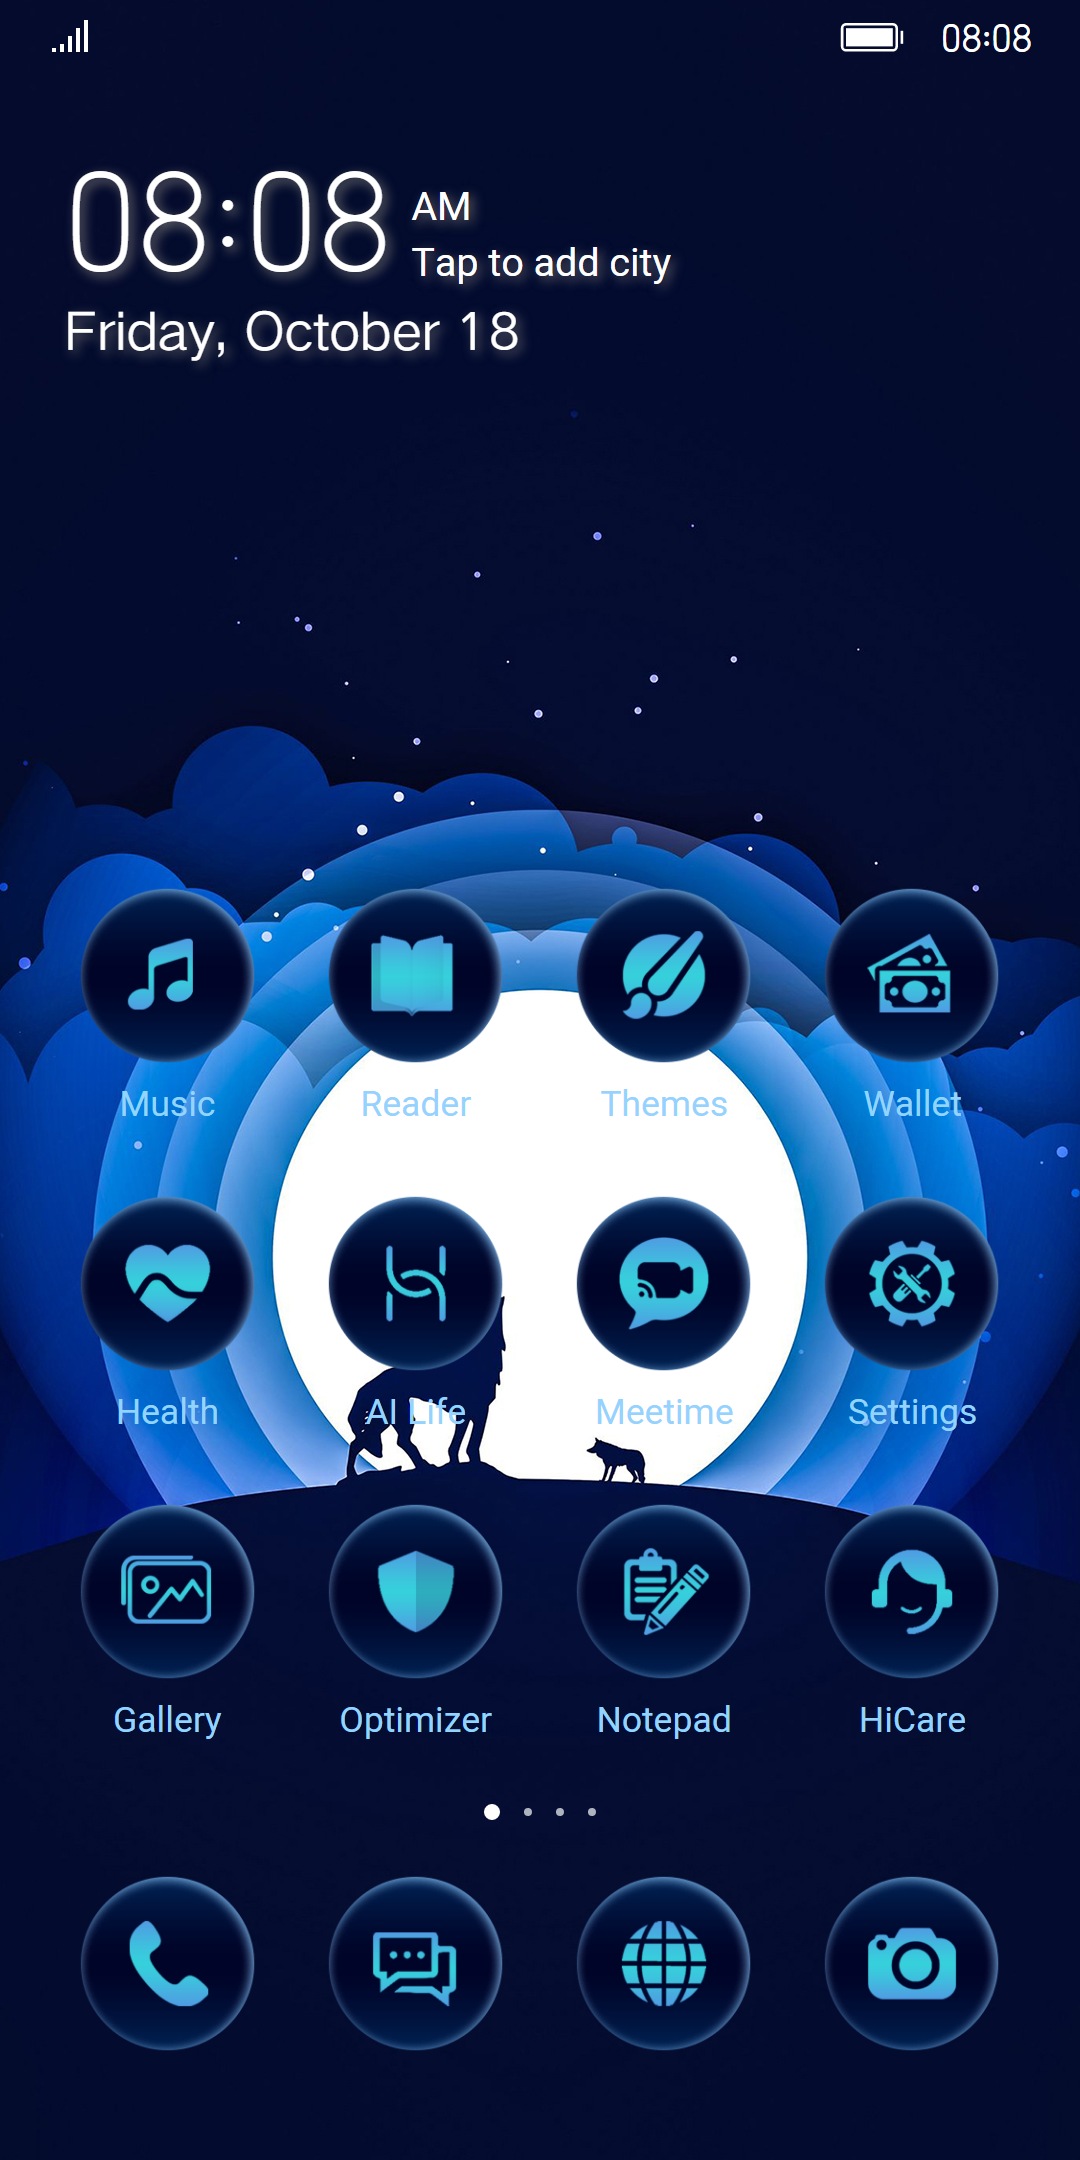 08:08
08:08 AM
Tap to add city
Friday, October 18
Music Reader Themes Wallet
Health AI Life Meetime Settings
Gallery Optimizer Notepad HiCare